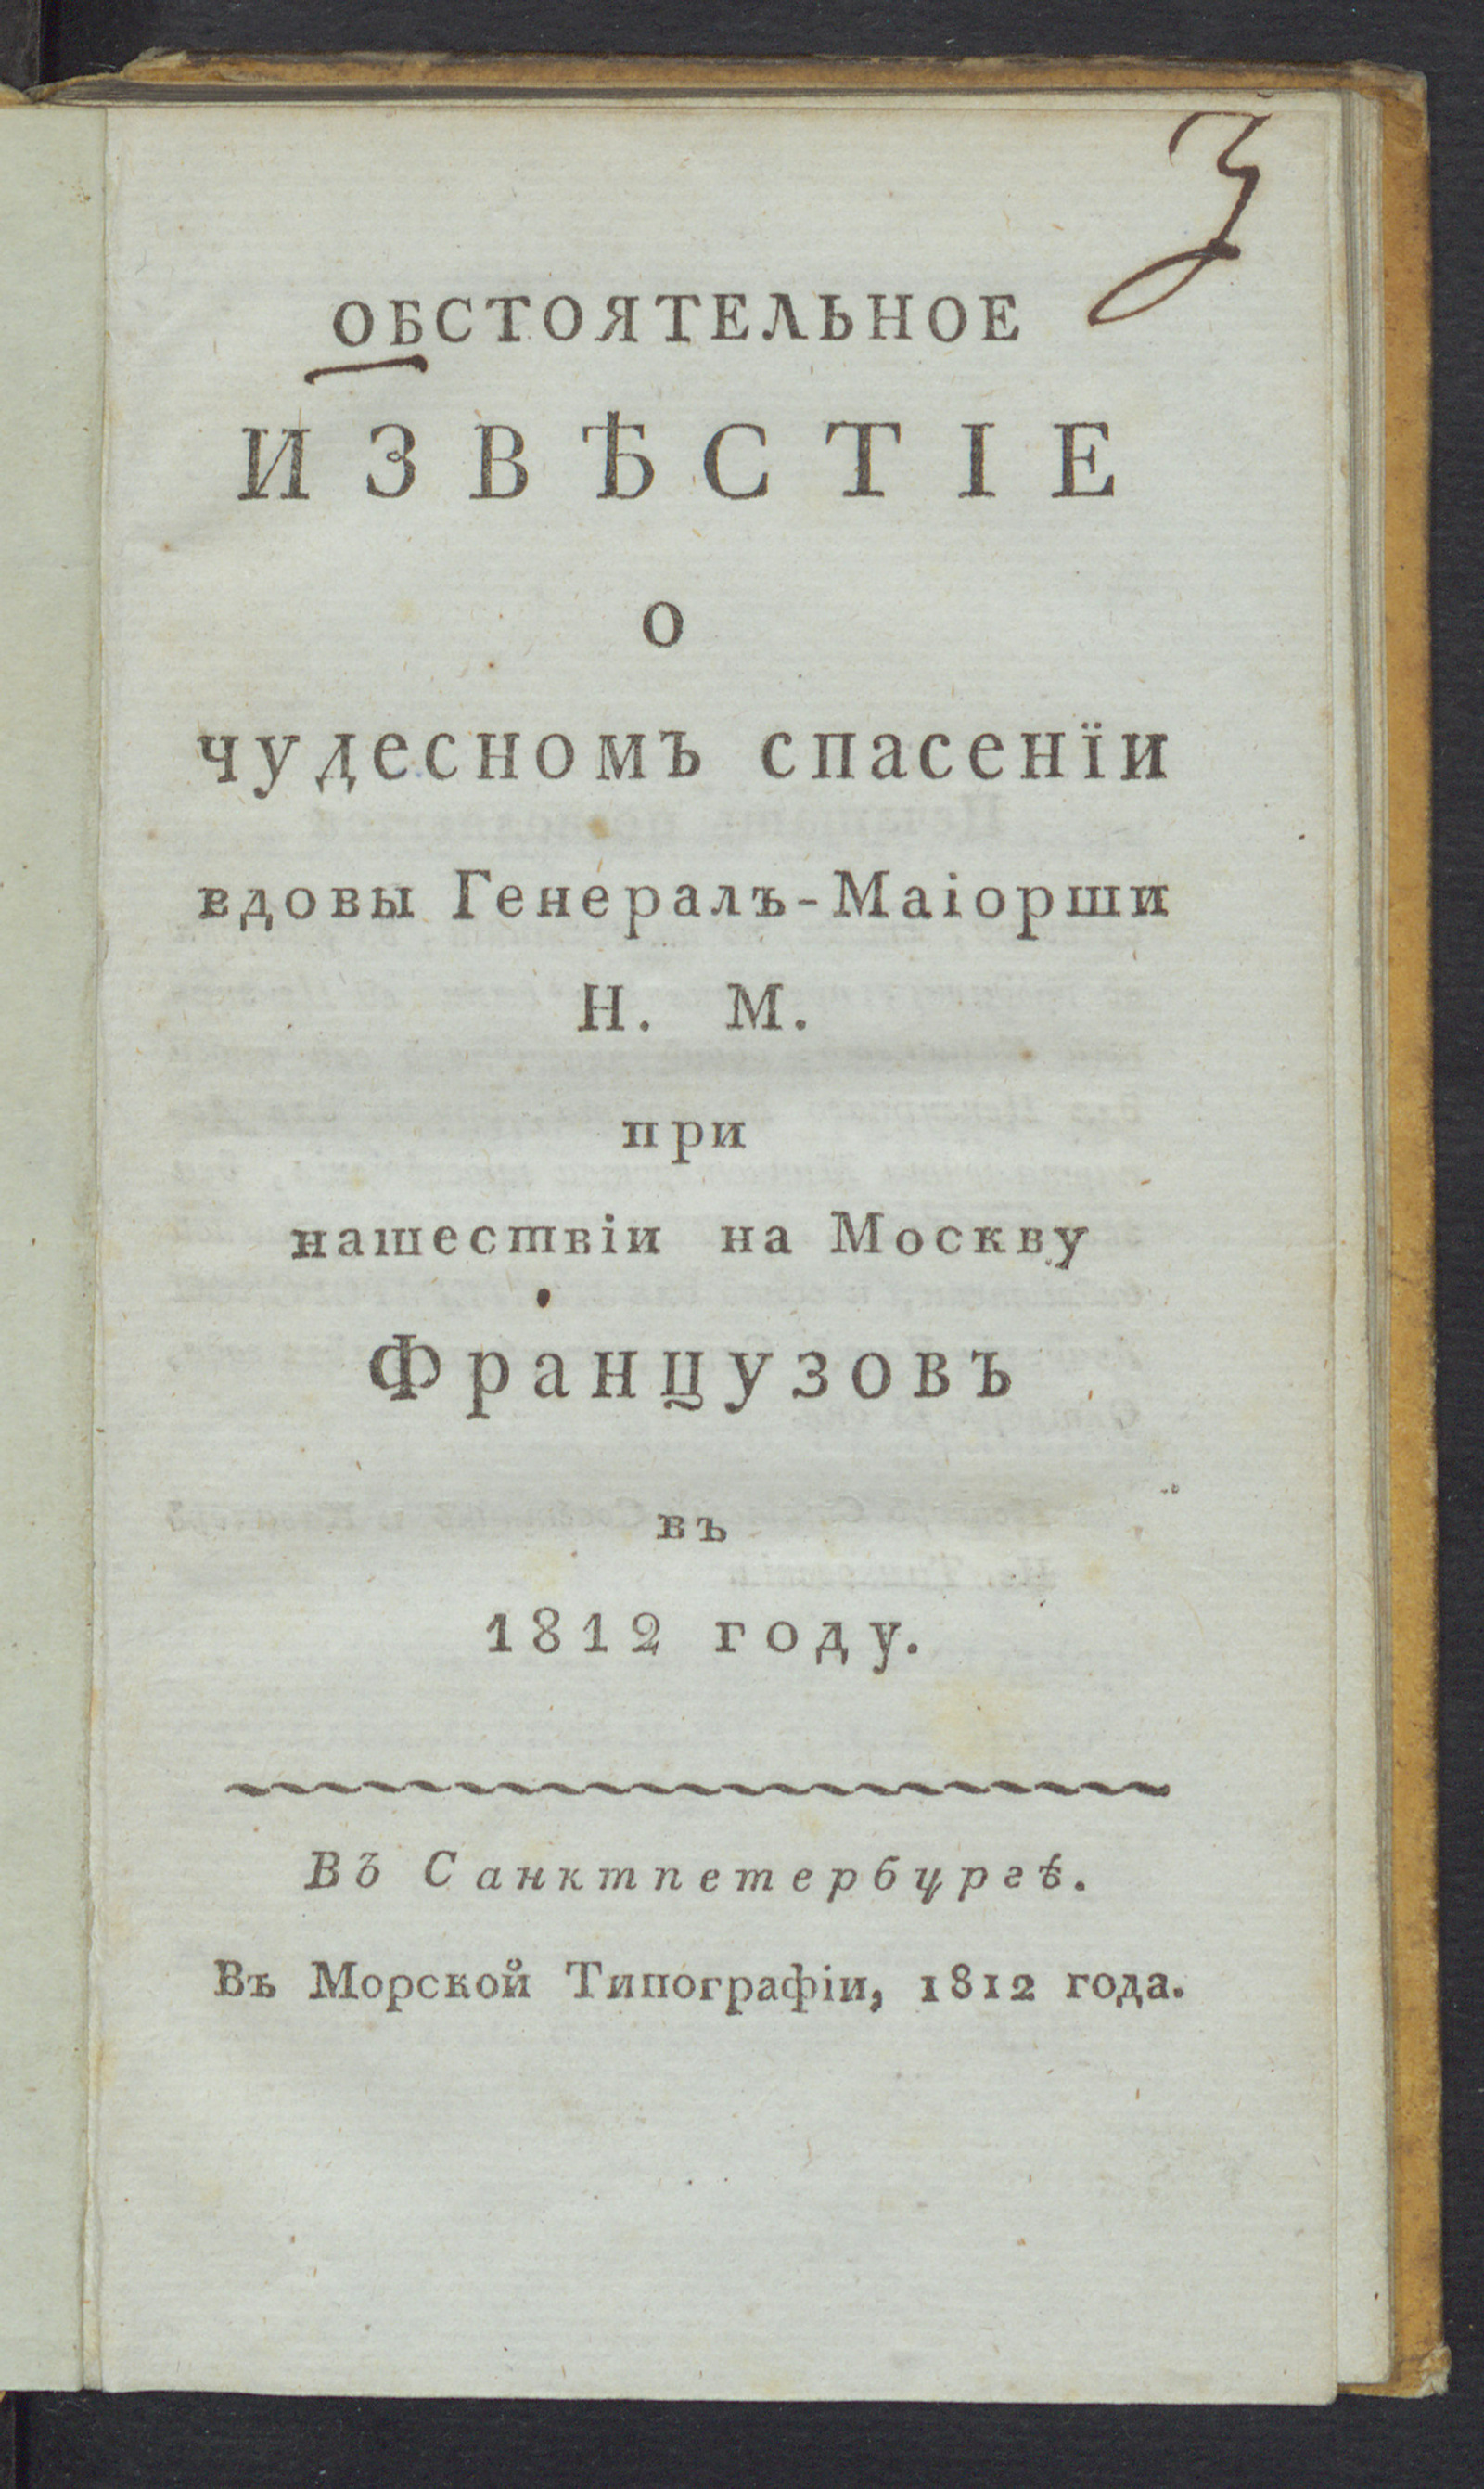 З
ОБСТОЯТЕЛЬНОЕ
ИЗВѢСТІЕ
О
чудесномъ спасенїи
вдовы Генералъ-Маіорши
Н. М.
при
нашествіи на Москву
Французовъ
въ
1812 году.
Въ Санктпетербургѣ.
Въ Морской Типографіи, 1812 года.